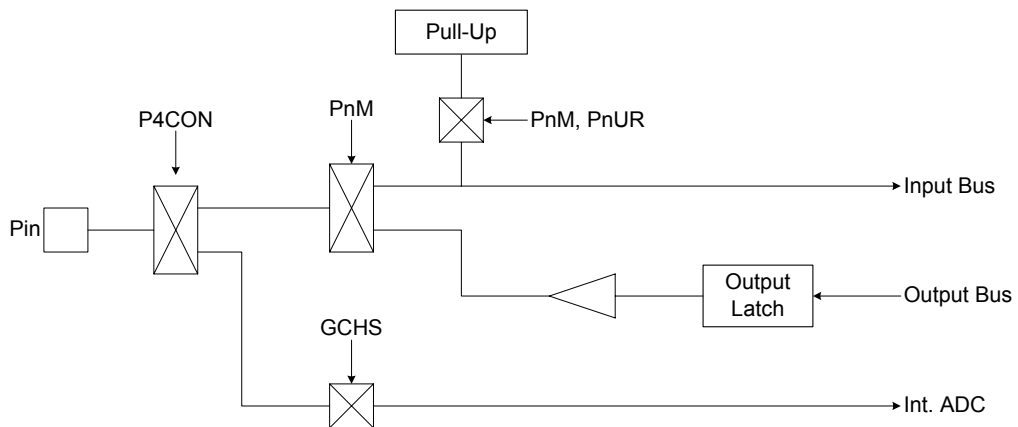 Pull-Up
PnM
P4CON
PnM, PnUR
Input Bus
Pin
Output
Latch
Output Bus
GCHS
Int. ADC